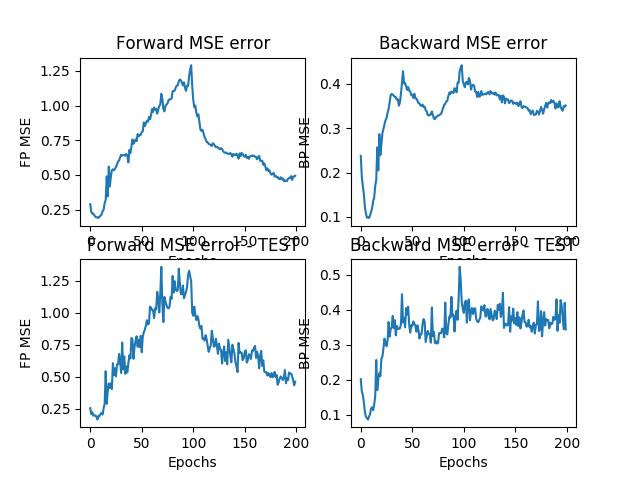 Forward MSE error
Backward MSE error
FP MSE
1.25
1.00
0.75
0.50
0.25
0 50 100 150 200
Epochs
BP MSE
0.4
0.3
0.2
0.1
0 50 100 150 200
Epochs
Forward MSE error - TEST
Backward MSE error - TEST
FP MSE
1.25
1.00
0.75
0.50
0.25
0 50 100 150 200
Epochs
BP MSE
0.5
0.4
0.3
0.2
0.1
0 50 100 150 200
Epochs